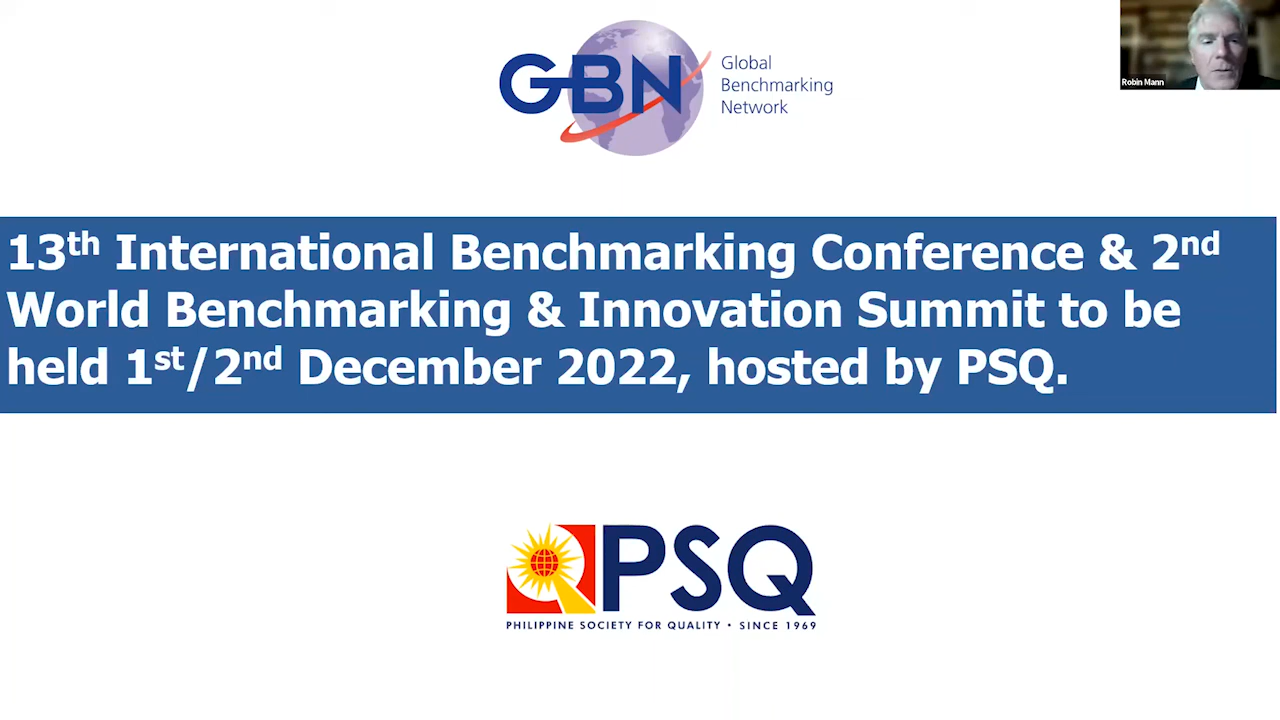 GBN
Global
Benchmarking
Network
Robin Mann
13th International Benchmarking Conference & 2nd
World Benchmarking & Innovation Summit to be
held 1st/2nd December 2022, hosted by PSQ.
PSQ
PHILIPPINE SOCIETY FOR QUALITY • SINCE 1969